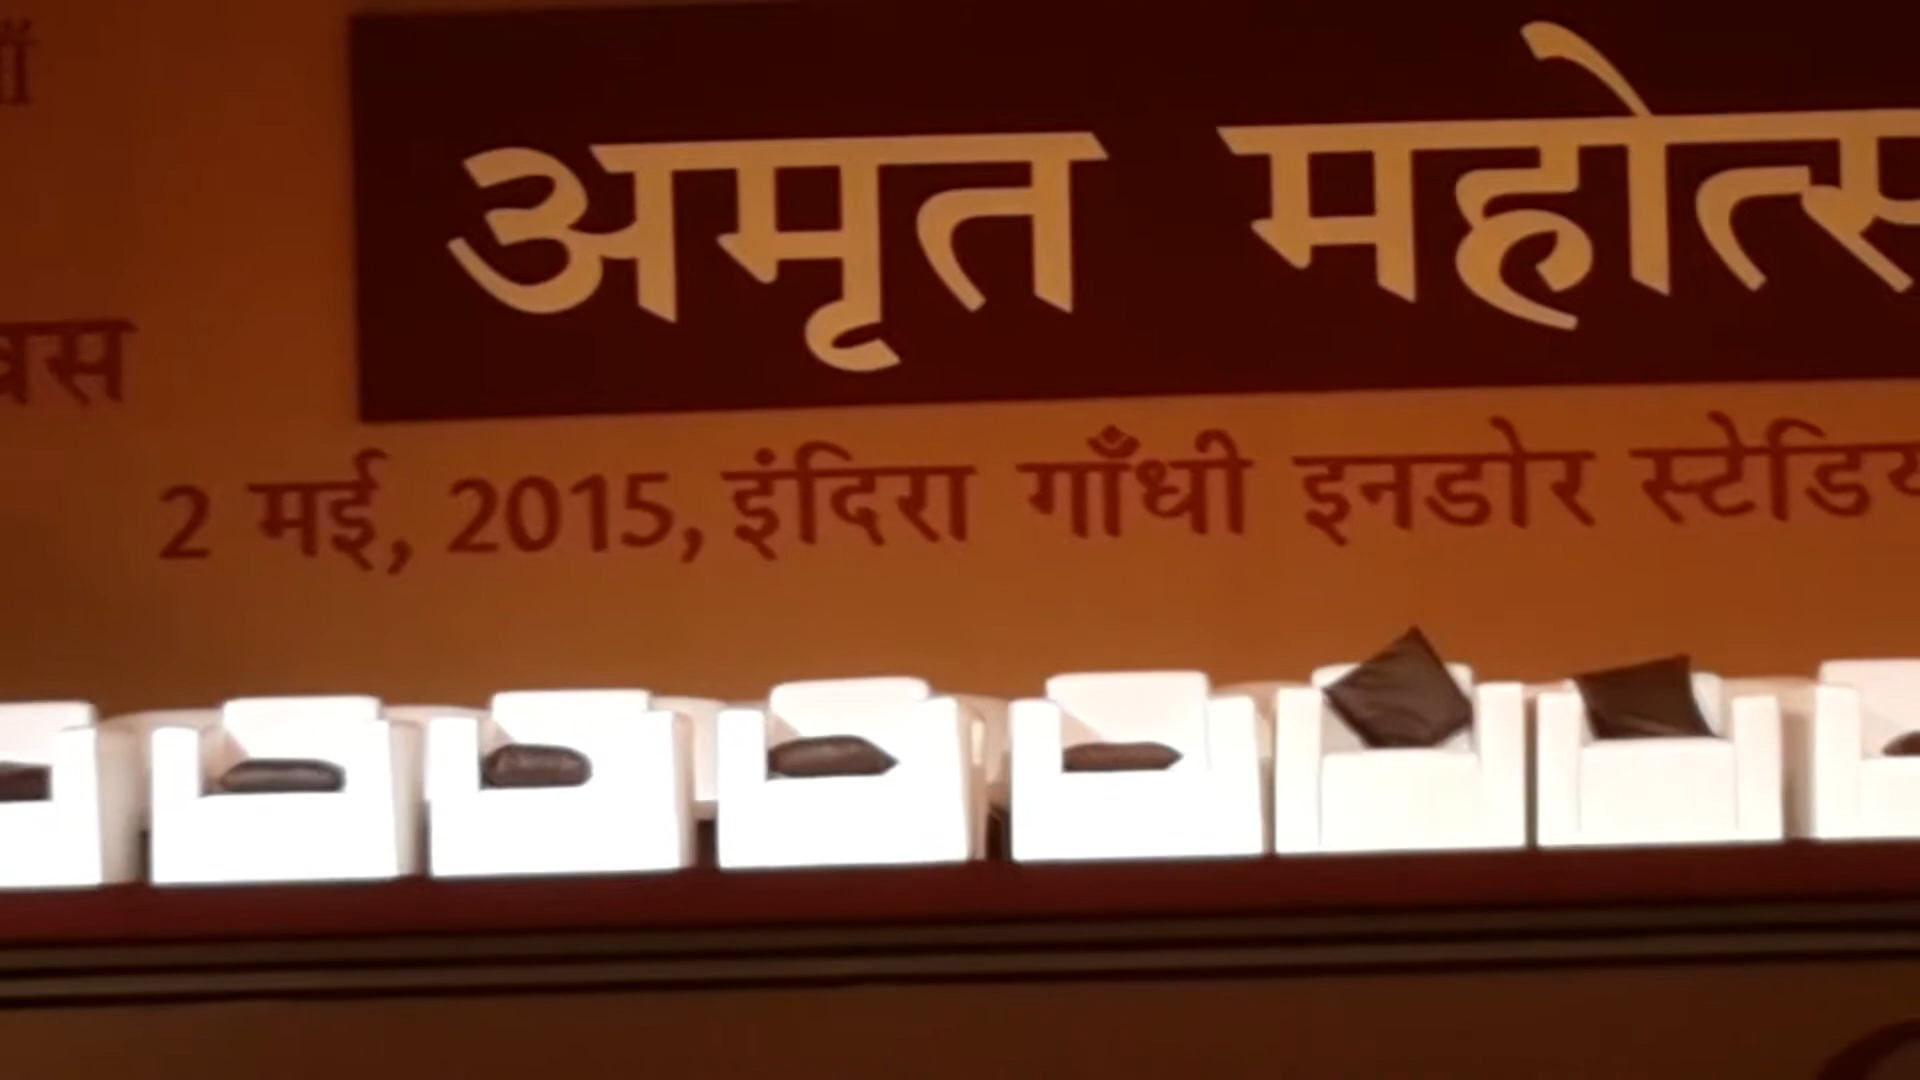 अमृत महोत्स
2 मई, 2015, इंदिरा गाँधी इनडोर स्टेडिय